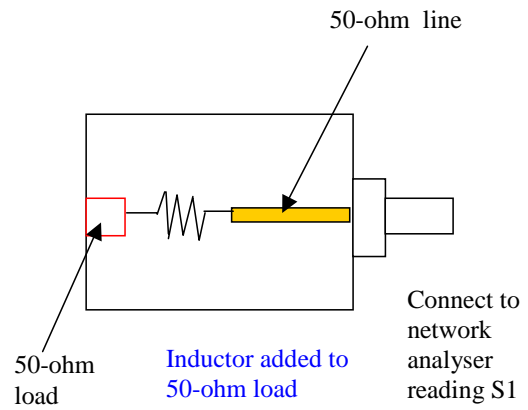 50-ohm line
50-ohm
load
Inductor added to
50-ohm load
Connect to
network
analyser
reading S1